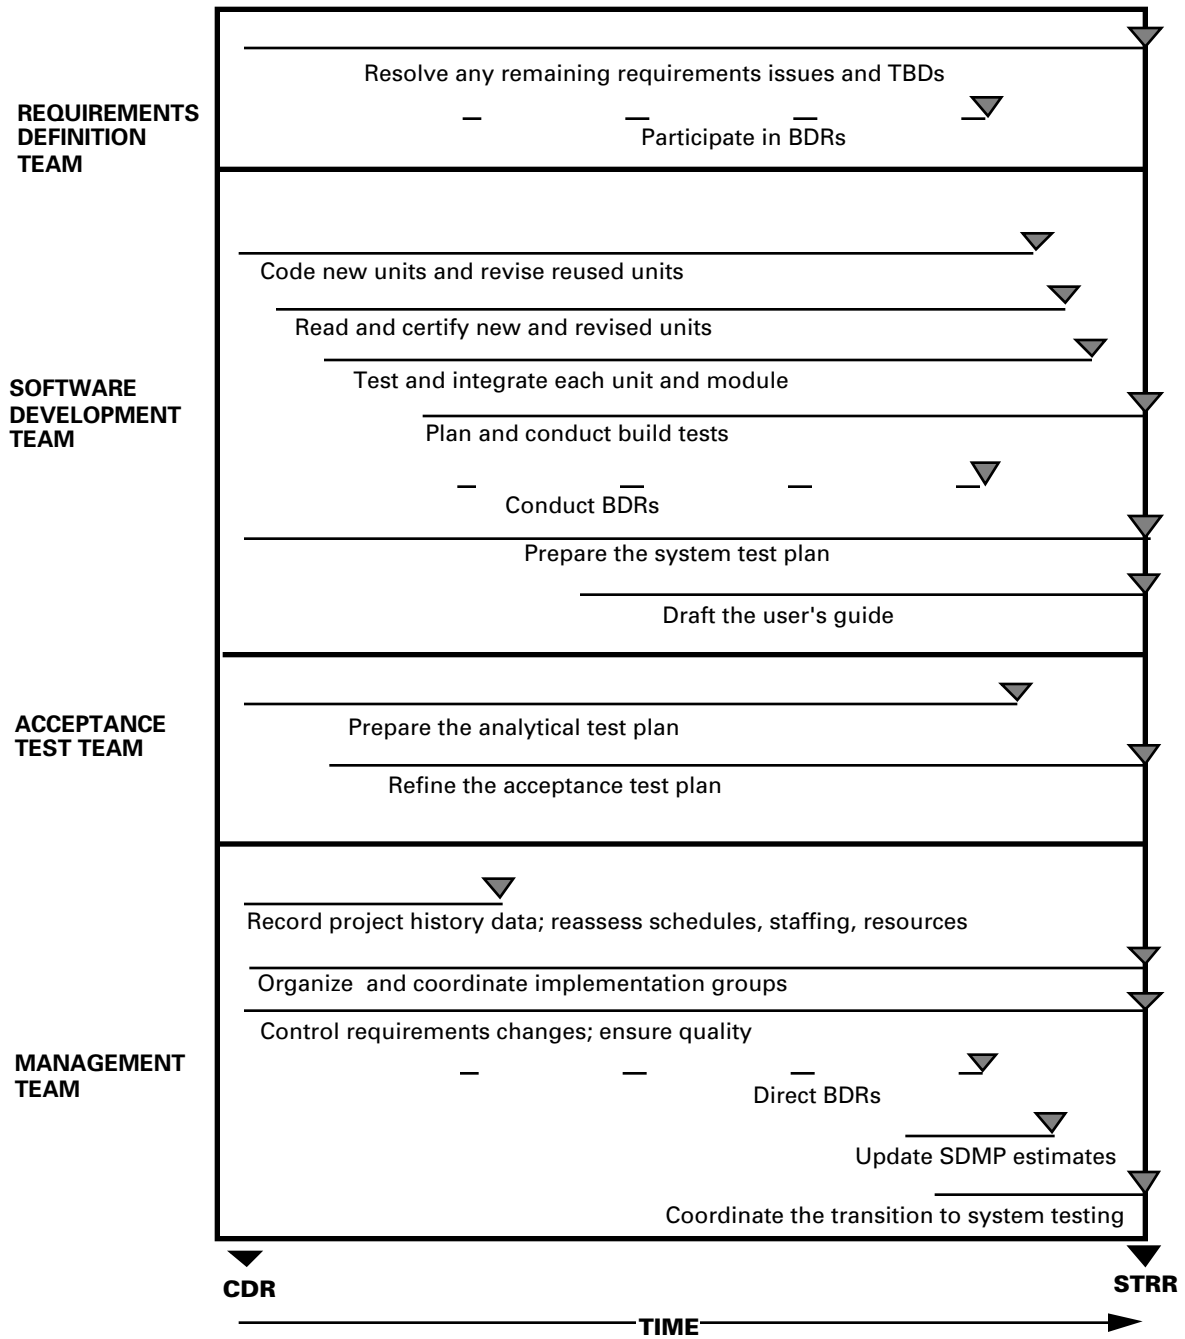 Resolve any remaining requirements issues and TBDs
REQUIREMENTS
DEFINITION
TEAM
Participate in BDRs
Code new units and revise reused units
Read and certify new and revised units
Test and integrate each unit and module
SOFTWARE
DEVELOPMENT
TEAM
Plan and conduct build tests
Conduct BDRs
Prepare the system test plan
Draft the user's guide
ACCEPTANCE
TEST TEAM
Prepare the analytical test plan
Refine the acceptance test plan
Record project history data; reassess schedules, staffing, resources
Organize and coordinate implementation groups
Control requirements changes; ensure quality
MANAGEMENT
TEAM
Direct BDRs
Update SDMP estimates
Coordinate the transition to system testing
CDR
STRR
TIME